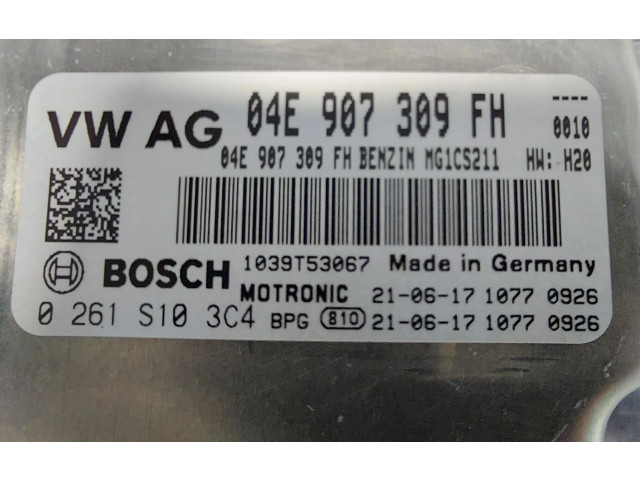 VW AG 04E 907 309 FH ----
0010
04E 907 309 FH BENZIN MG1CS211 HW: H20
BOSCH 1039T53067 Made in Germany
MOTRONIC 21-06-17 1077 0926
0 261 S10 3C4 BPG 810 21-06-17 1077 0926